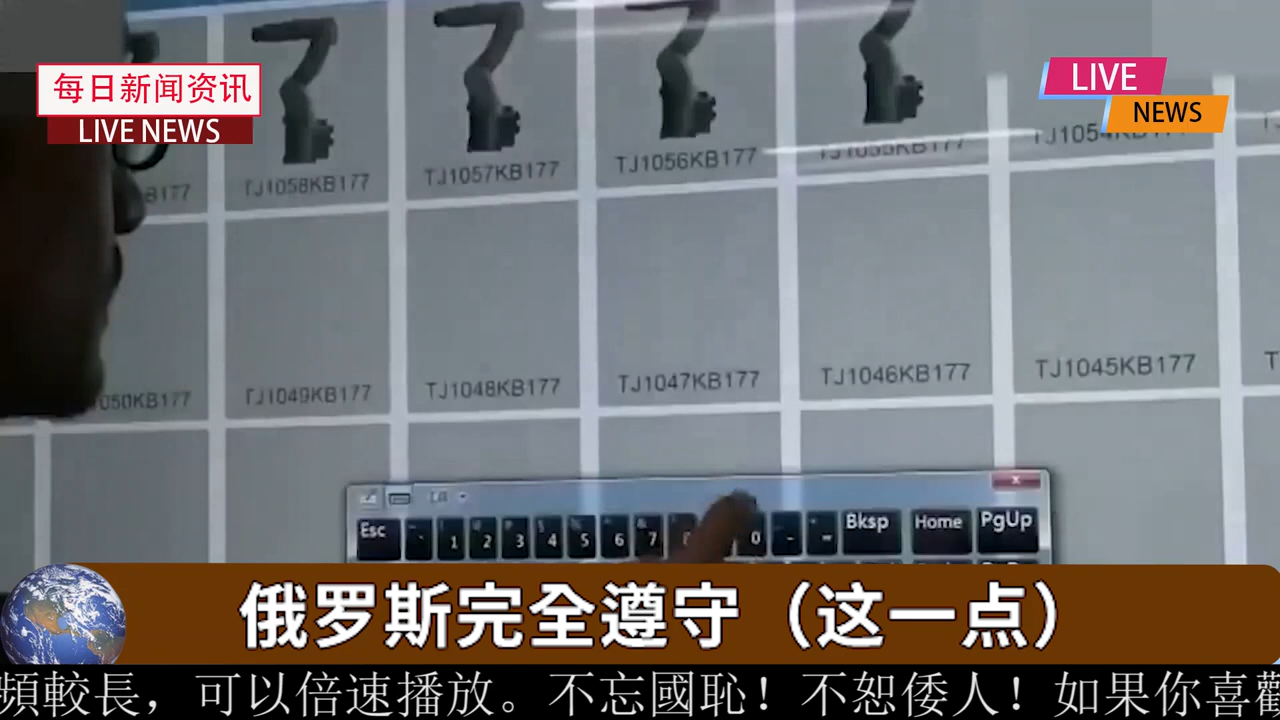 每日新闻资讯
LIVE NEWS
LIVE
NEWS
TJ1058KB177
TJ1057KB177
TJ1056KB177
TJ1055KB177
TJ1054KB177
050KB177
TJ1049KB177
TJ1048KB177
TJ1047KB177
TJ1046KB177
TJ1045KB177
Esc 1 2 3 4 5 6 7 0 - = Bksp Home PgUp
俄罗斯完全遵守（这一点）
頻較長，可以倍速播放。不忘國恥！不恕倭人！如果你喜歡